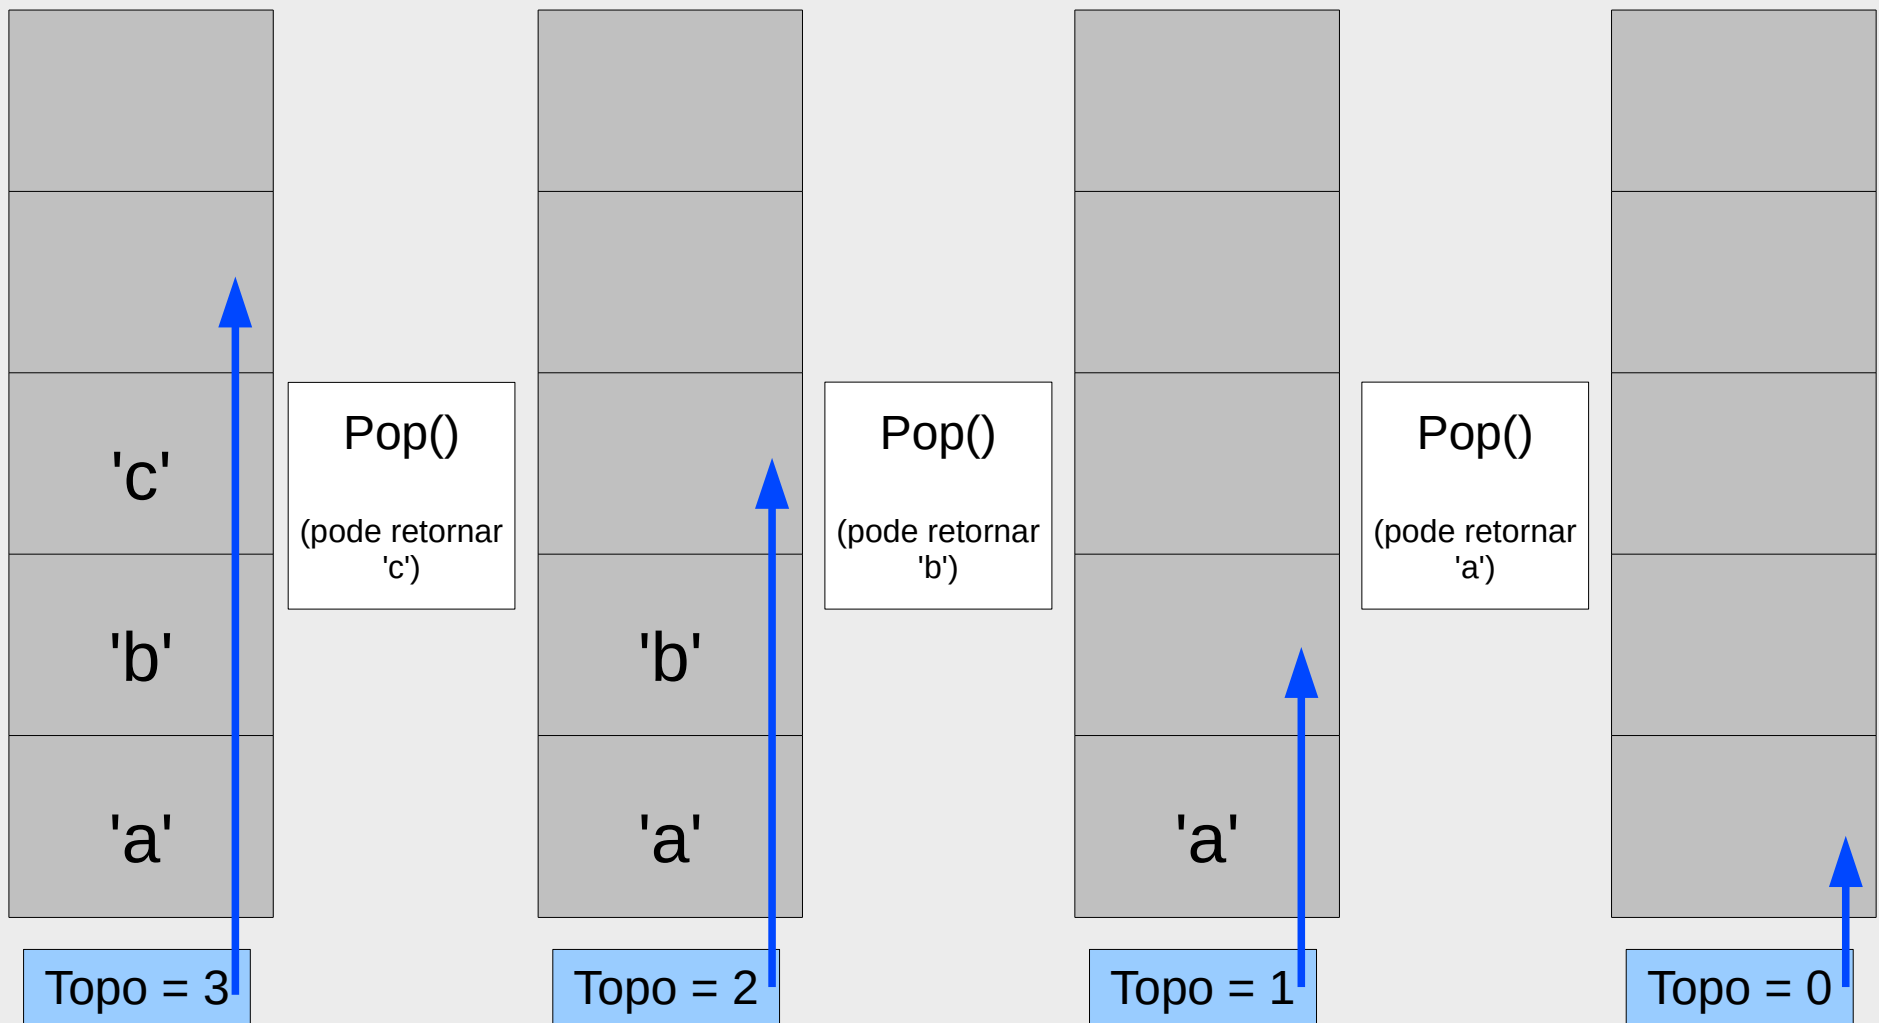 'c'
'b'
'a'
Topo = 3
Pop()
(pode retornar
'c')
'b'
'a'
Topo = 2
Pop()
(pode retornar
'b')
'a'
Topo = 1
Pop()
(pode retornar
'a')
Topo = 0